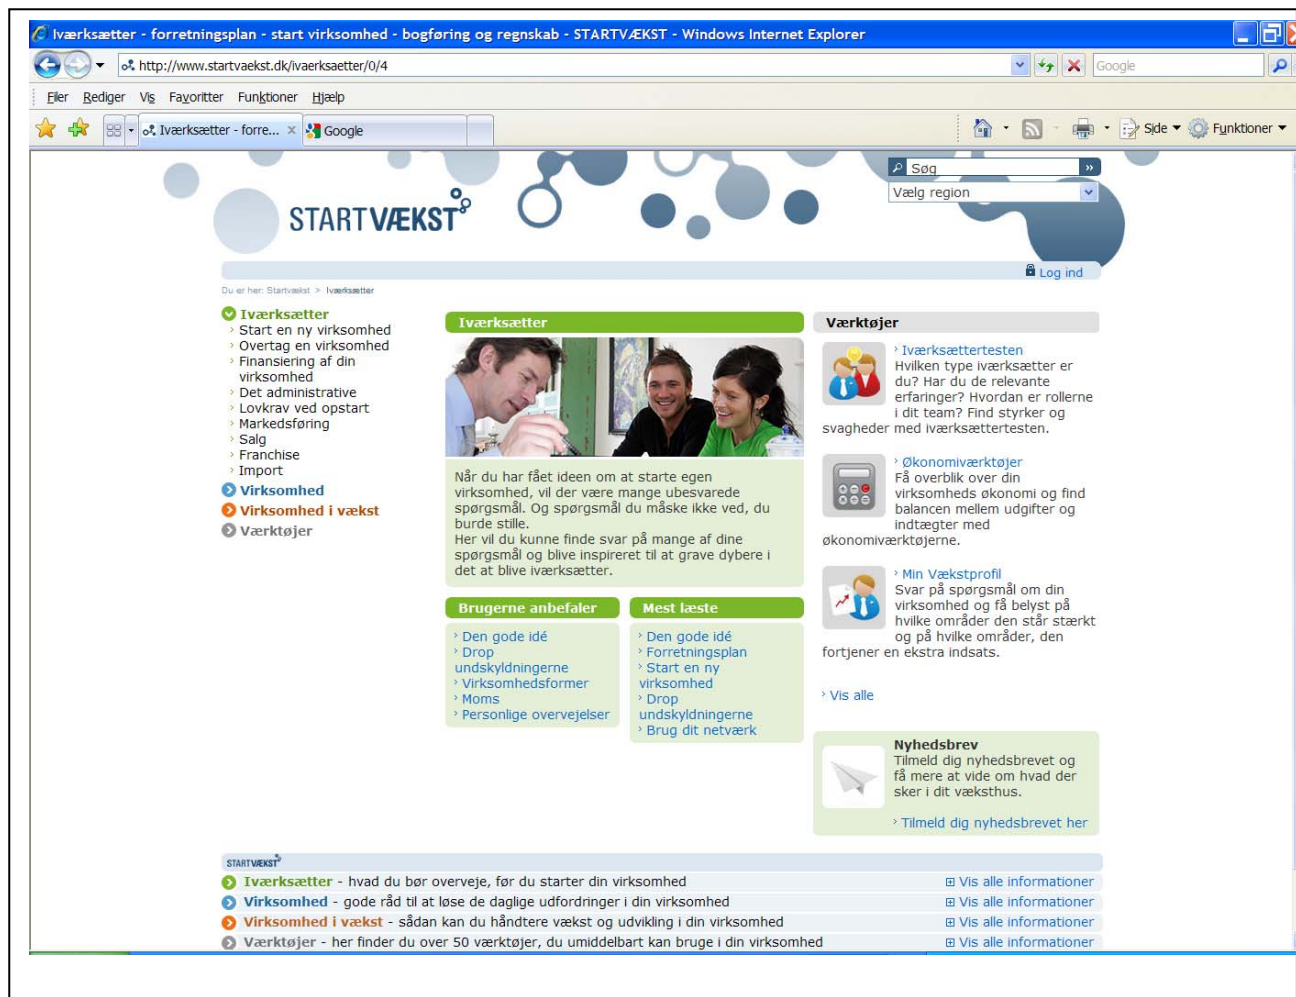 Iværksætter - forretningsplan - start virksomhed - bogføring og regnskab - STARTVÆKST - Windows Internet Explorer
http://www.startvaekst.dk/ivaerksaetter/0/4
Google
Filer Rediger Vis Favoritter Funktioner Hjælp
Iværksætter - forre...
Google
Side
Funktioner
Søg
Vælg region
STARTVÆKST
Log ind
Du er her: Startvækst > Iværksætter
Iværksætter
Start en ny virksomhed
Overtag en virksomhed
Finansiering af din
virksomhed
Det administrative
Lovkrav ved opstart
Markedsføring
Salg
Franchise
Import
Virksomhed
Virksomhed i vækst
Værktøjer
Iværksætter
Når du har fået ideen om at starte egen
virksomhed, vil der være mange ubesvarede
spørgsmål. Og spørgsmål du måske ikke ved, du
burde stille.
Her vil du kunne finde svar på mange af dine
spørgsmål og blive inspireret til at grave dybere i
det at blive iværksætter.
Brugerne anbefaler
Den gode idé
Drop
undskyldningerne
Virksomhedsformer
Moms
Personlige overvejelser
Mest læste
Den gode idé
Forretningsplan
Start en ny
virksomhed
Drop
undskyldningerne
Brug dit netværk
Værktøjer
Iværksættertesten
Hvilken type iværksætter er
du? Har du de relevante
erfaringer? Hvordan er rollerne
i dit team? Find styrker og
svagheder med iværksættertesten.
Økonomiværktøjer
Få overblik over din
virksomheds økonomi og find
balancen mellem udgifter og
indtægter med
økonomiværktøjerne.
Min Vækstprofil
Svar på spørgsmål om din
virksomhed og få belyst på
hvilke områder den står stærkt
og på hvilke områder, den
fortjener en ekstra indsats.
Vis alle
Nyhedsbrev
Tilmeld dig nyhedsbrevet og
få mere at vide om hvad der
sker i dit væksthus.
Tilmeld dig nyhedsbrevet her
STARTVÆKST
Iværksætter - hvad du bør overveje, før du starter din virksomhed Vis alle informationer
Virksomhed - gode råd til at løse de daglige udfordringer i din virksomhed Vis alle informationer
Virksomhed i vækst - sådan kan du håndtere vækst og udvikling i din virksomhed Vis alle informationer
Værktøjer - her finder du over 50 værktøjer, du umiddelbart kan bruge i din virksomhed Vis alle informationer